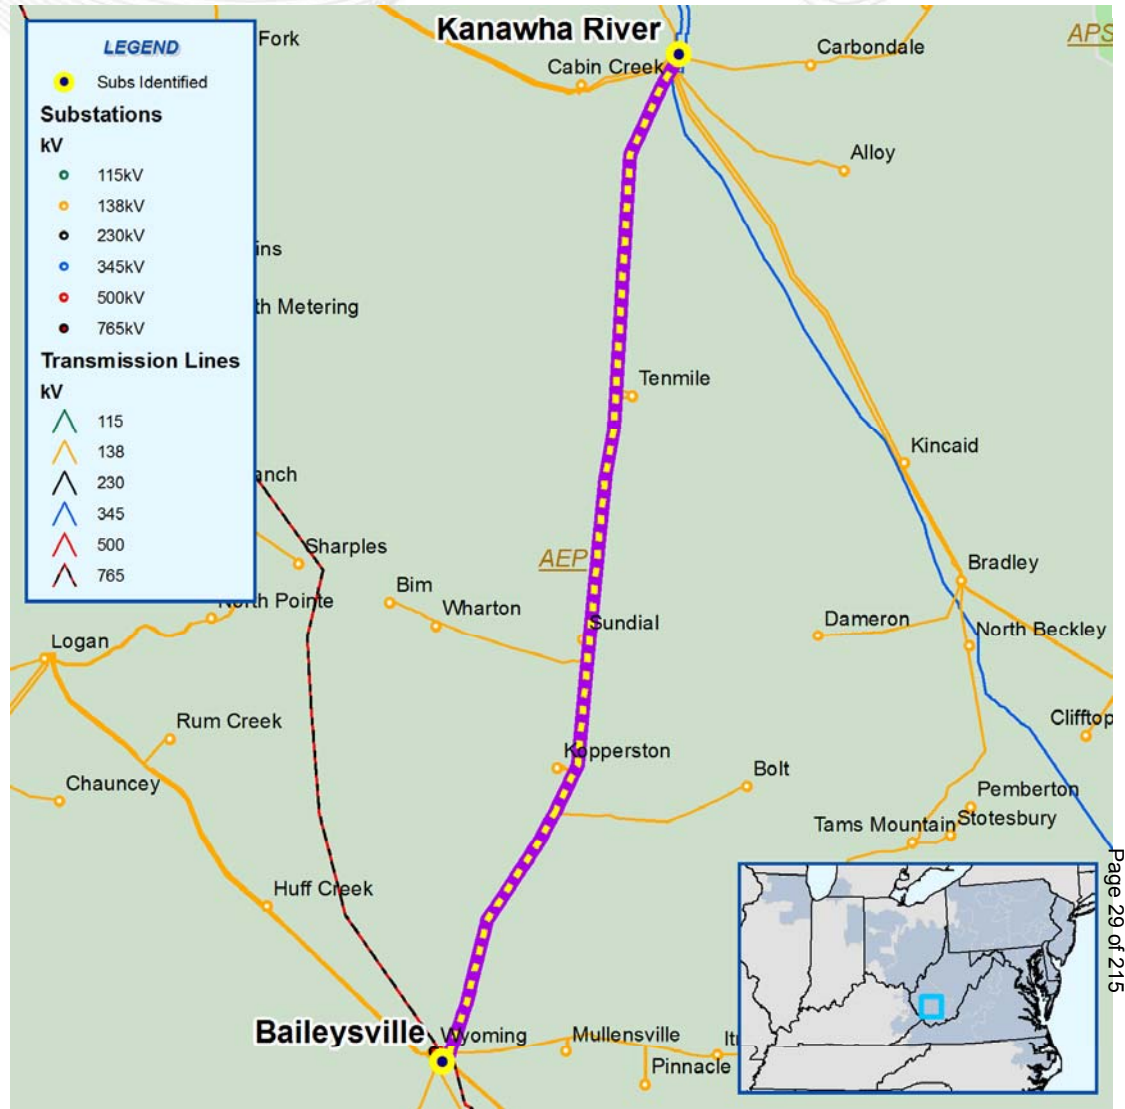 Kanawha River
APS
LEGEND
Fork
Carbondale
Cabin Creek
Subs Identified
Substations
kV
115kV
138kV
230kV
345kV
500kV
765kV
Alloy
ins
th Metering
Transmission Lines
kV
115
138
230
345
500
765
Tenmile
Kincaid
anch
Sharples
AEP
Bradley
Bim
North Pointe
Wharton
Sundial
Dameron
North Beckley
Logan
Rum Creek
Clifftop
Kopperston
Chauncey
Bolt
Pemberton
Tams Mountain
Stotesbury
Huff Creek
Baileysville
Wyoming
Mullensville
It
Pinnacle
Page 29 of 215